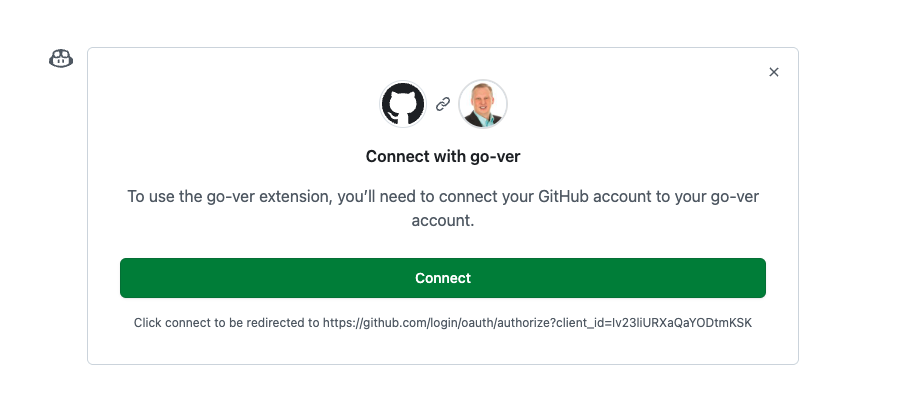 Connect with go-ver
To use the go-ver extension, you’ll need to connect your GitHub account to your go-ver
account.
Connect
Click connect to be redirected to https://github.com/login/oauth/authorize?client_id=Iv23liURXaQaYODtmKSK